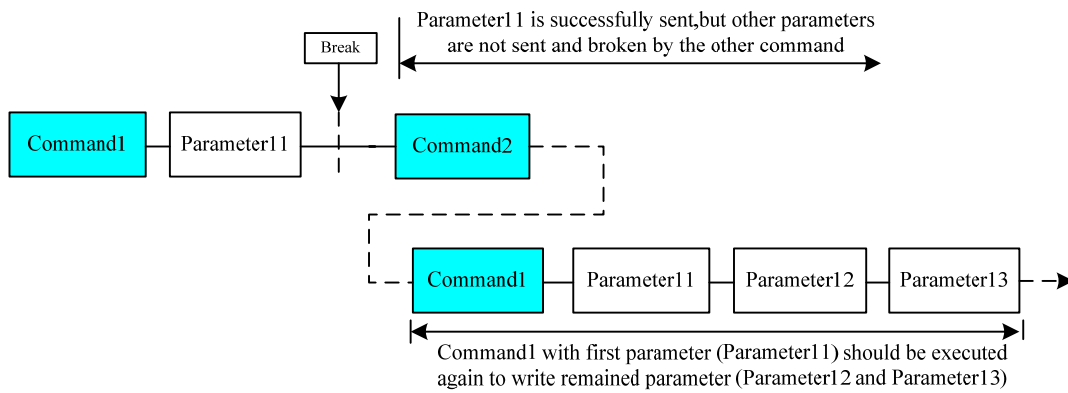 Parameter11 is successfully sent,but other parameters
are not sent and broken by the other command
Break
Command1
Parameter11
Command2
Command1
Parameter11
Parameter12
Parameter13
Command1 with first parameter (Parameter11) should be executed
again to write remained parameter (Parameter12 and Parameter13)